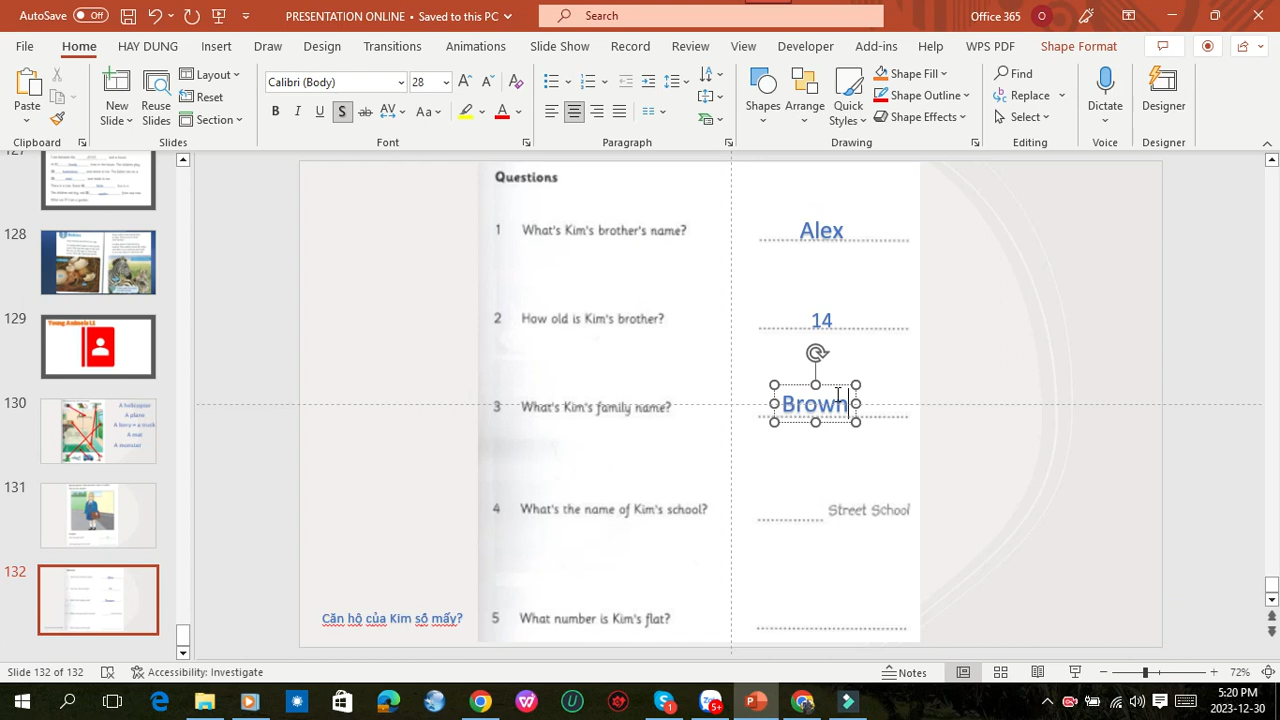 AutoSave Off PRESENTATION ONLINE – Saved to this PC Search Office 365 O
File Home HAY DUNG Insert Draw Design Transitions Animations Slide Show Record Review View Developer Add-ins Help WPS PDF Shape Format
Paste New Slide Reuse Slides Layout Reset Section
Calibri (Body) 28
Shapes Arrange Quick Styles Shape Fill Shape Outline Shape Effects
Find Replace Select
Dictate Designer
Clipboard Slides Font Paragraph Drawing Editing Voice Designer
128
129
Young Animals L1
130
A helicopter
A plane
A lorry = a truck
A mat
A monster
131
132
Questions
1 What's Kim's brother's name? Alex
2 How old is Kim's brother? 14
3 What's Kim's family name? Brown
4 What's the name of Kim's school? Street School
Căn hộ của Kim số mấy? 5 What number is Kim's flat?
Slide 132 of 132 Accessibility: Investigate Notes 72%
5:20 PM
2023-12-30